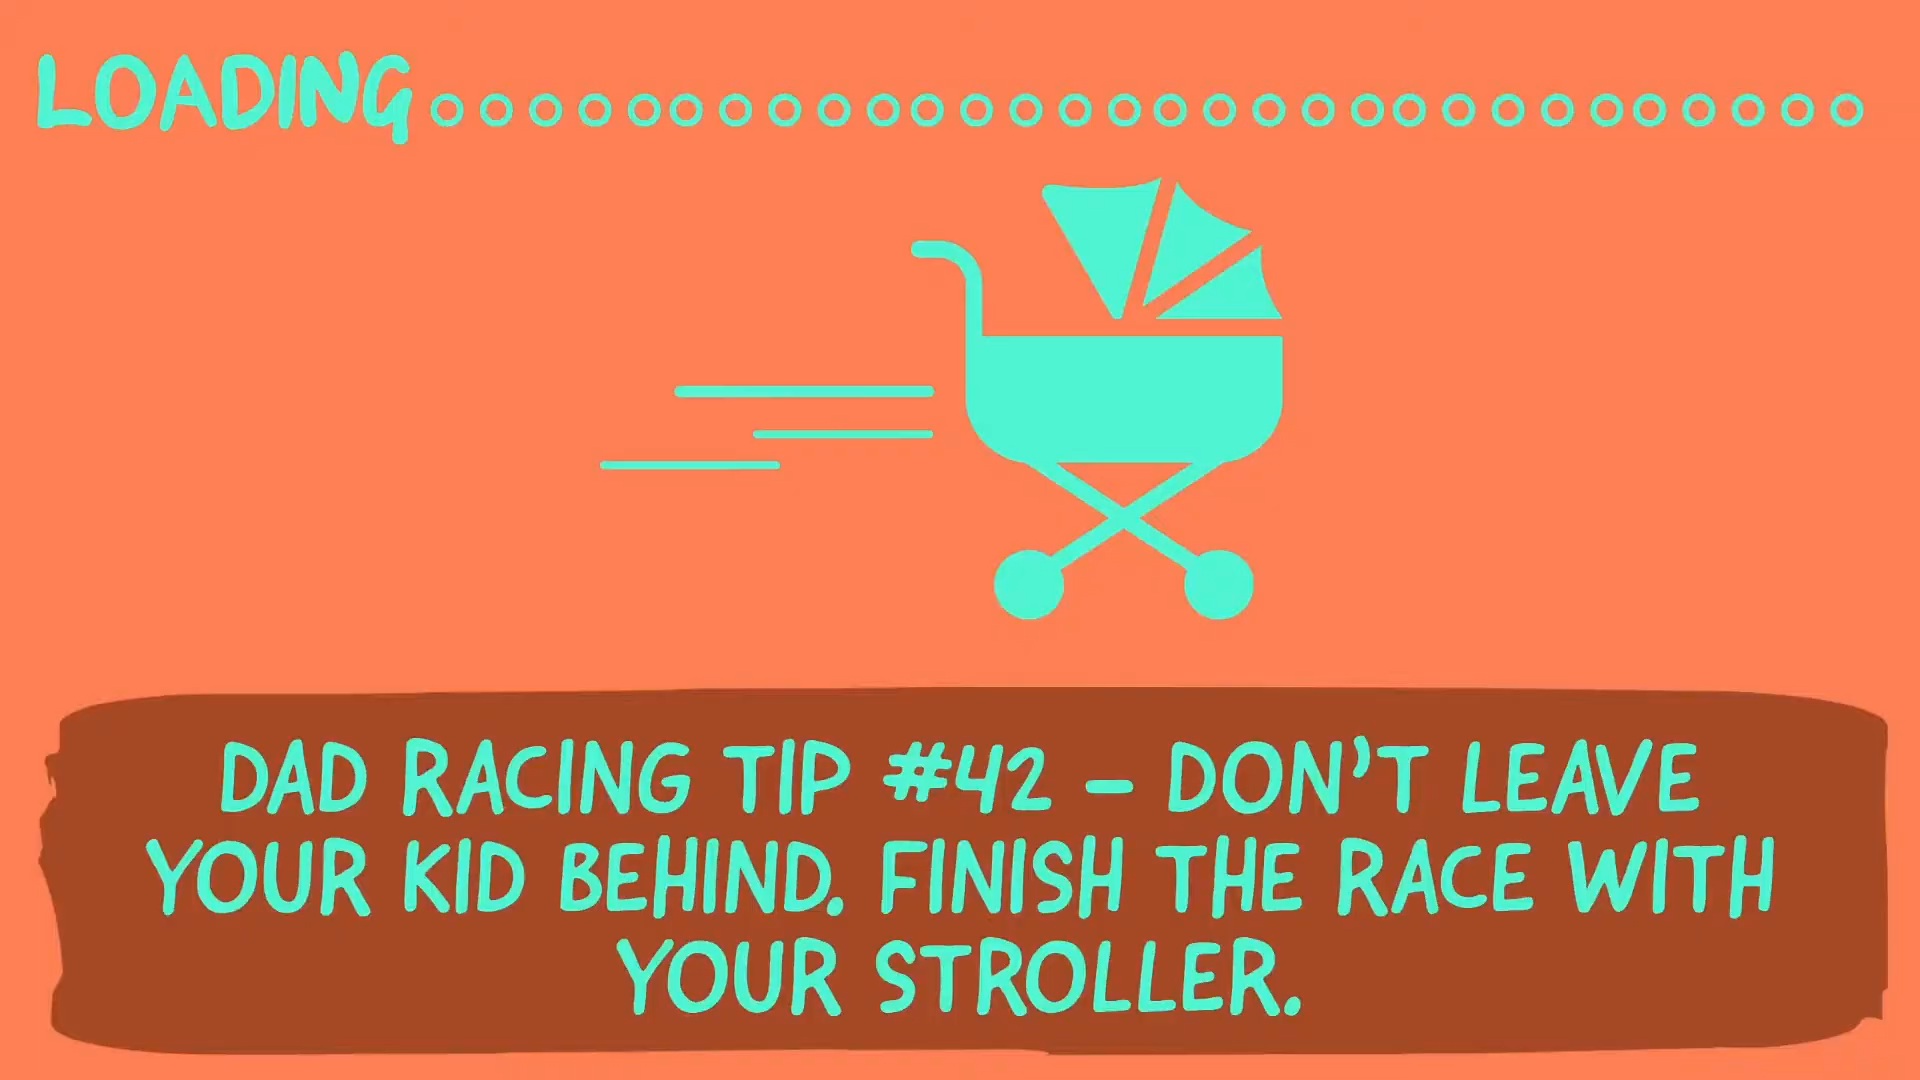 LOADING
DAD RACING TIP #42 – DON'T LEAVE
YOUR KID BEHIND. FINISH THE RACE WITH
YOUR STROLLER.